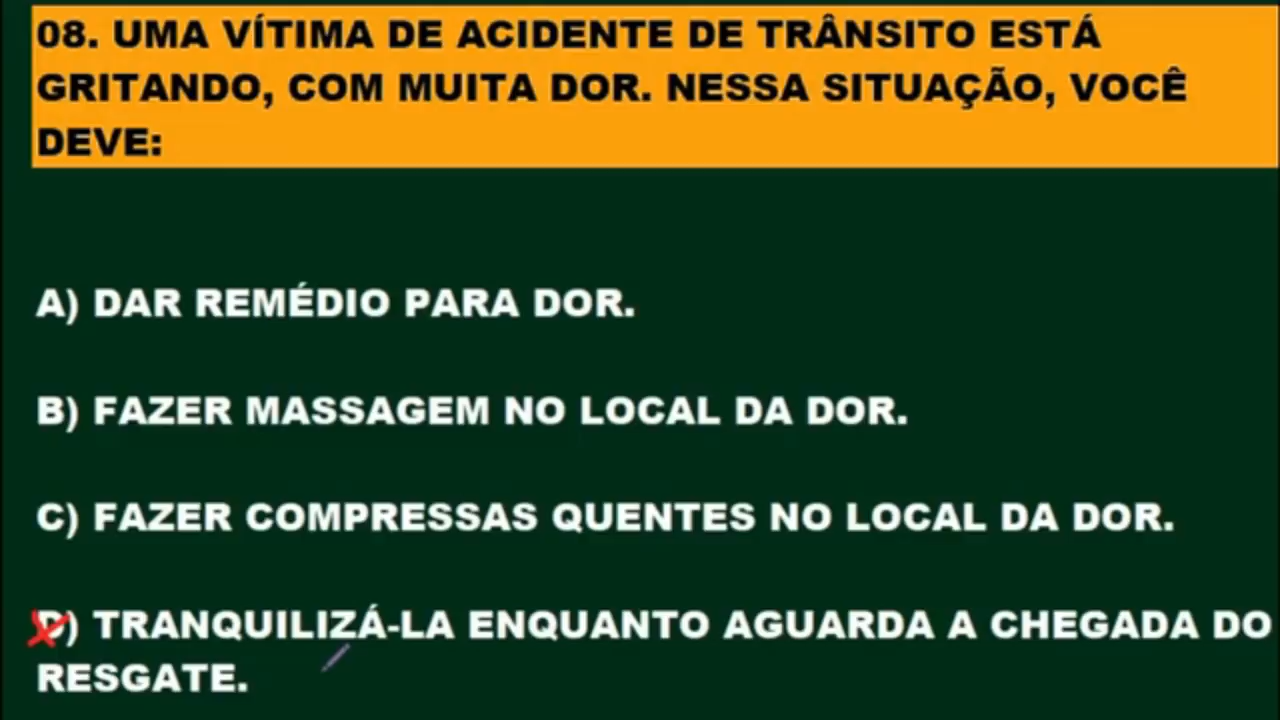 08. UMA VÍTIMA DE ACIDENTE DE TRÂNSITO ESTÁ
GRITANDO, COM MUITA DOR. NESSA SITUAÇÃO, VOCÊ
DEVE:
A) DAR REMÉDIO PARA DOR.
B) FAZER MASSAGEM NO LOCAL DA DOR.
C) FAZER COMPRESSAS QUENTES NO LOCAL DA DOR.
D) TRANQUILIZÁ-LA ENQUANTO AGUARDA A CHEGADA DO
RESGATE.